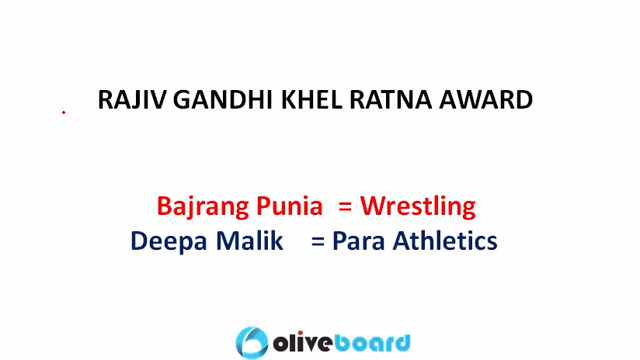 RAJIV GANDHI KHEL RATNA AWARD
Bajrang Punia = Wrestling
Deepa Malik = Para Athletics
oliveboard